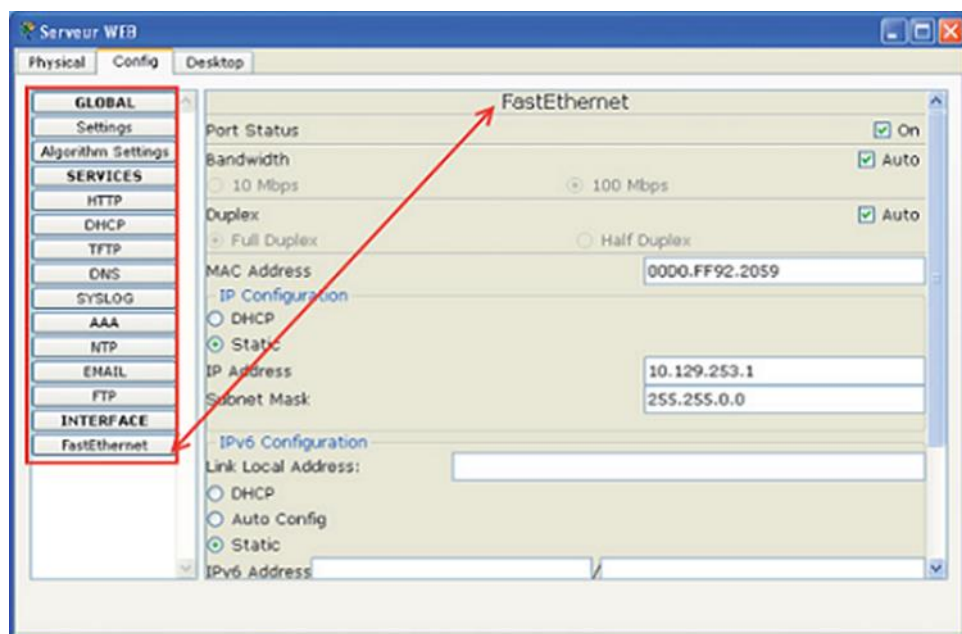 Serveur WEB
Physical Config Desktop
GLOBAL
Settings
Algorithm Settings
SERVICES
HTTP
DHCP
TFTP
DNS
SYSLOG
AAA
NTP
EMAIL
FTP
INTERFACE
FastEthernet
FastEthernet
Port Status On
Bandwidth Auto
10 Mbps 100 Mbps
Duplex Auto
Full Duplex Half Duplex
MAC Address 00D0.FF92.2059
IP Configuration
DHCP
Static
IP Address 10.129.253.1
Subnet Mask 255.255.0.0
IPv6 Configuration
Link Local Address:
DHCP
Auto Config
Static
IPv6 Address /